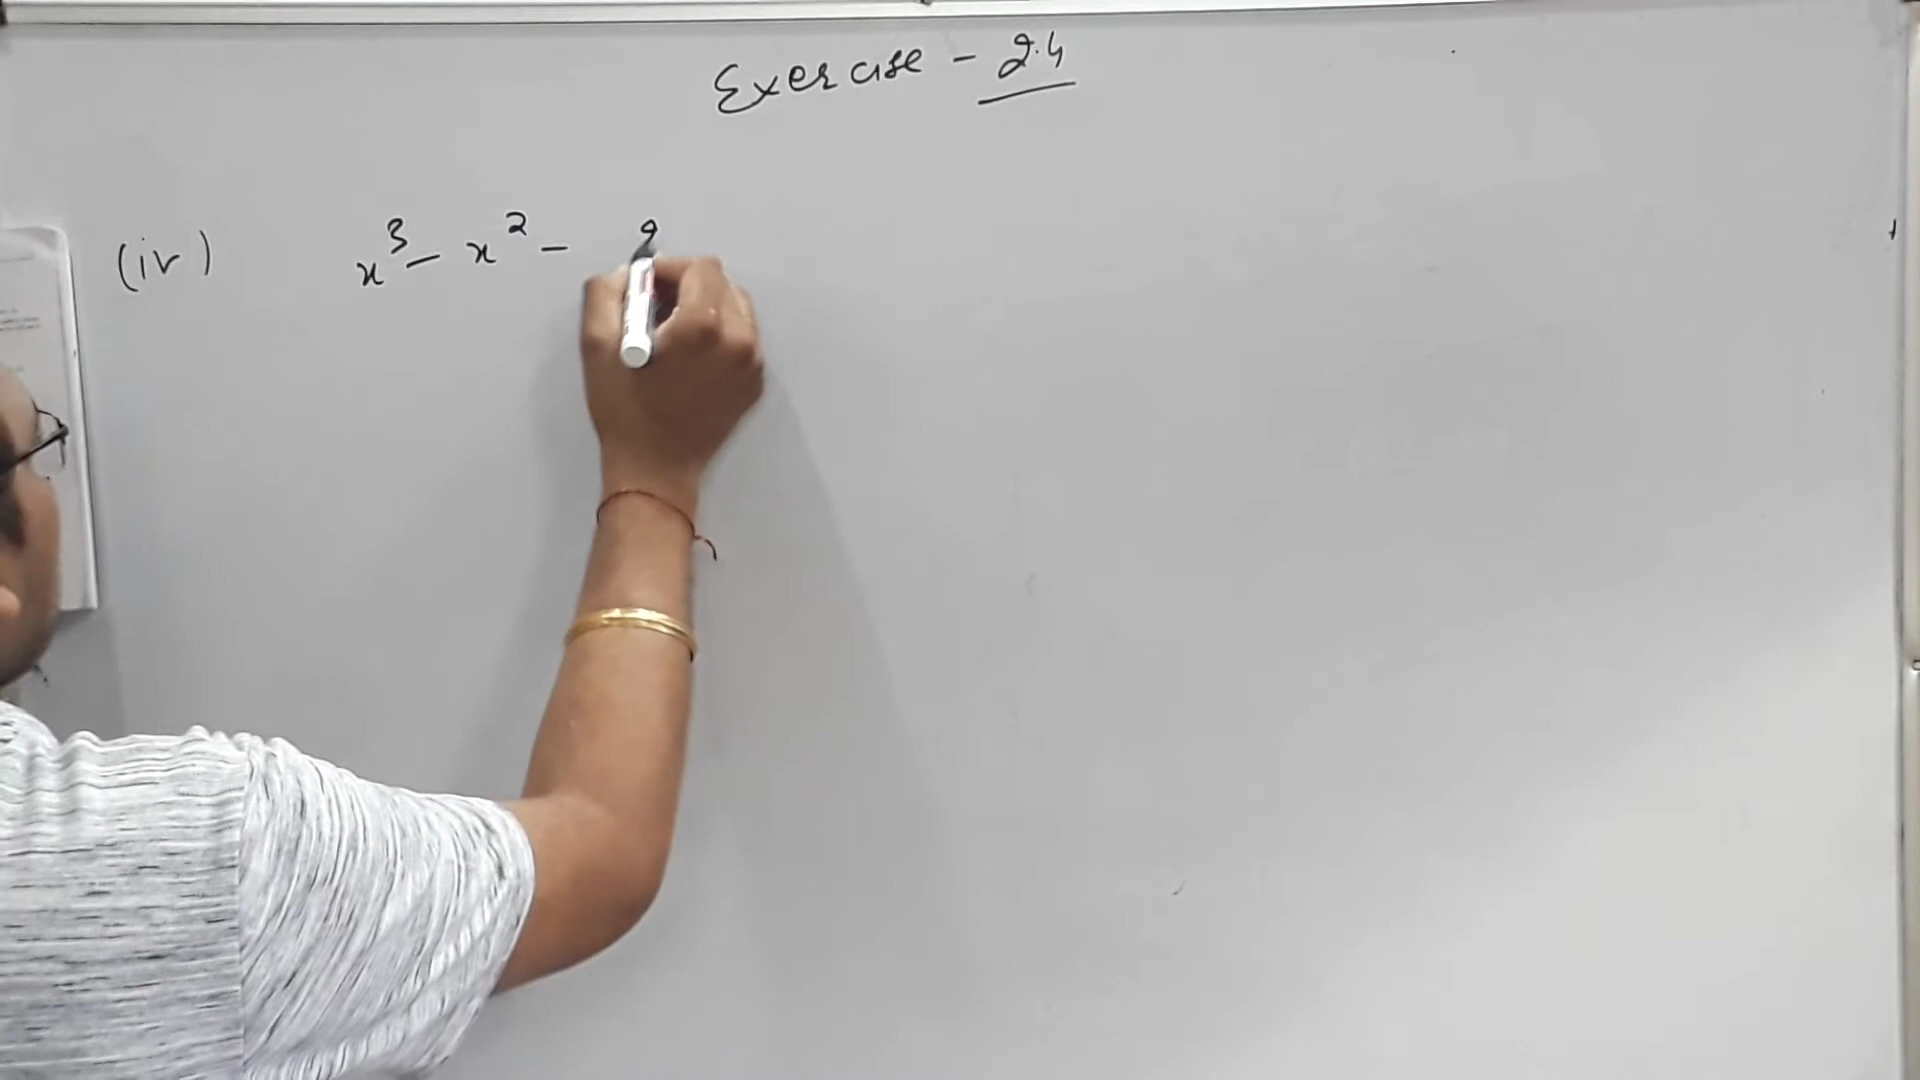 Exercise - 2.4
(iv) x³ - x² -